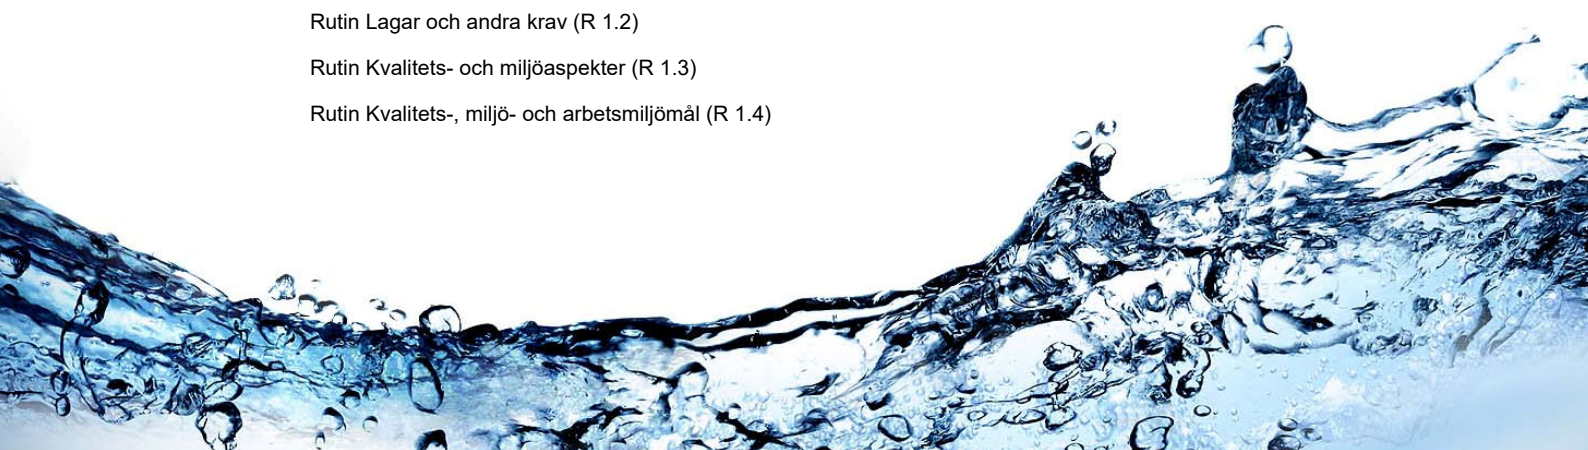 Rutin Lagar och andra krav (R 1.2)
Rutin Kvalitets- och miljöaspekter (R 1.3)
Rutin Kvalitets-, miljö- och arbetsmiljömål (R 1.4)